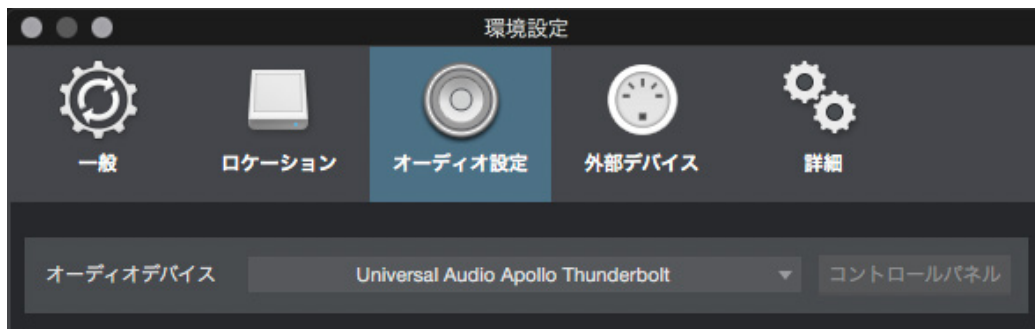 環境設定
一般 ロケーション オーディオ設定 外部デバイス 詳細
オーディオデバイス Universal Audio Apollo Thunderbolt コントロールパネル